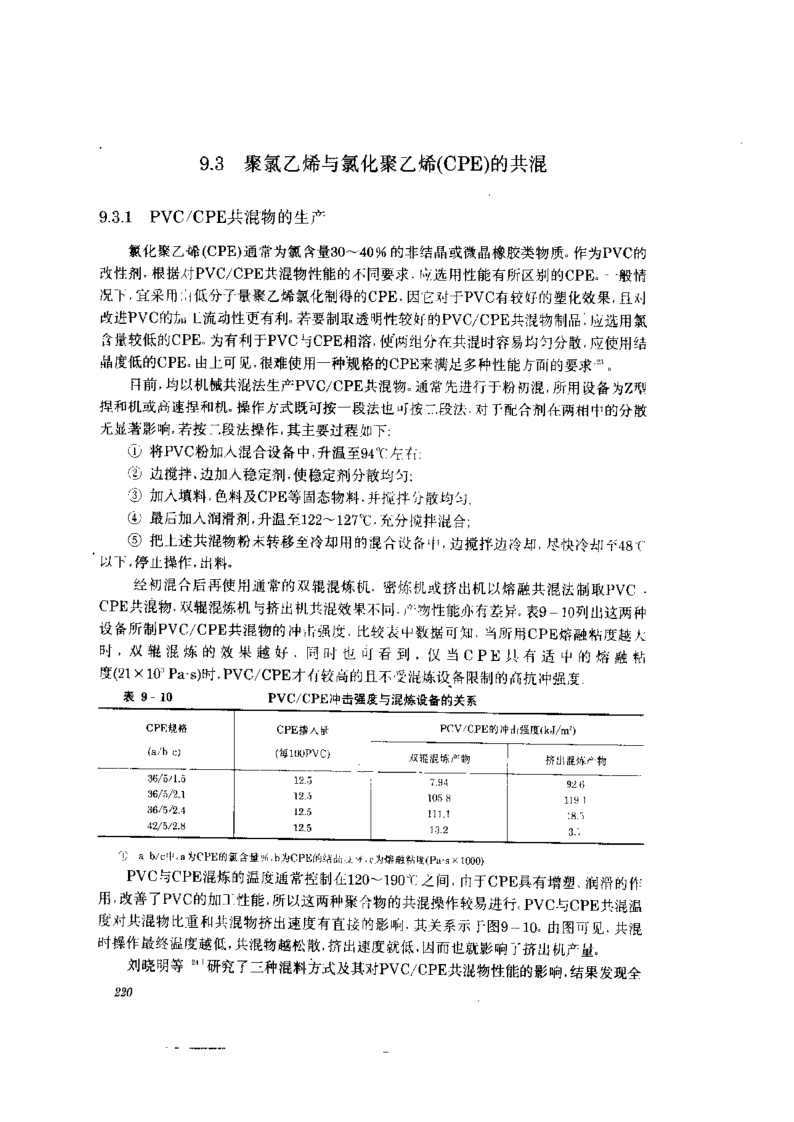 9.3 聚氯乙烯与氯化聚乙烯(CPE)的共混
9.3.1 PVC/CPE共混物的生产
氯化聚乙烯(CPE)通常为氯含量30～40%的非结晶或微晶橡胶类物质。作为PVC的
改性剂,根据对PVC/CPE共混物性能的不同要求,应选用性能有所区别的CPE。一般情
况下,宜采用由低分子量聚乙烯氯化制得的CPE,因它对于PVC有较好的塑化效果,且对
改进PVC的加工流动性更有利。若要制取透明性较好的PVC/CPE共混物制品,应选用氯
含量较低的CPE。为有利于PVC与CPE相溶,使两组分在共混时容易均匀分散,应使用结
晶度低的CPE。由上可见,很难使用一种规格的CPE来满足多种性能方面的要求。
目前,均以机械共混法生产PVC/CPE共混物。通常先进行干粉初混,所用设备为Z型
捏和机或高速捏和机。操作方式既可按一段法也可按二段法,对于配合剂在两相中的分散
无显著影响,若按二段法操作,其主要过程如下:
① 将PVC粉加入混合设备中,升温至94℃左右;
② 边搅拌、边加入稳定剂,使稳定剂分散均匀;
③ 加入填料,色料及CPE等固态物料,并搅拌分散均匀,
④ 最后加入润滑剂,升温至122～127℃,充分搅拌混合;
⑤ 把上述共混物粉末转移至冷却用的混合设备中,边搅拌边冷却,尽快冷却至48℃
以下,停止操作,出料。
经初混合后再使用通常的双辊混炼机,密炼机或挤出机以熔融共混法制取PVC
CPE共混物,双辊混炼机与挤出机共混效果不同,产物性能亦有差异。表9-10列出这两种
设备所制PVC/CPE共混物的冲击强度,比较表中数据可知,当所用CPE熔融粘度越大
时,双辊混炼的效果越好,同时也可看到,仅当CPE具有适中的熔融粘
度(21×10³Pa·s)时,PVC/CPE才有较高的且不受混炼设备限制的高抗冲强度.
表 9-10 PVC/CPE冲击强度与混炼设备的关系
CPE规格 CPE掺入量 PCV/CPE的冲击强度(kJ/m²)
(a/b c) (每100PVC) 双辊混炼产物 挤出混炼产物
36/5/1.5 12.5 7.94 92 6
36/5/2.1 12.5 105 8 119 1
36/5/2.4 12.5 111.1
42/5/2.8 12.5 13.2
① a b/c中,a为CPE的氯含量%,b为CPE的结晶,c为熔融粘度(Pa·s×1000)
PVC与CPE混炼的温度通常控制在120～190℃之间,由于CPE具有增塑、润滑的作
用,改善了PVC的加工性能,所以这两种聚合物的共混操作较易进行,PVC与CPE共混温
度对共混物比重和共混物挤出速度有直接的影响,其关系示于图9-10。由图可见,共混
时操作最终温度越低,共混物越松散,挤出速度就低,因而也就影响了挤出机产量。
刘晓明等研究了三种混料方式及其对PVC/CPE共混物性能的影响,结果发现全
220